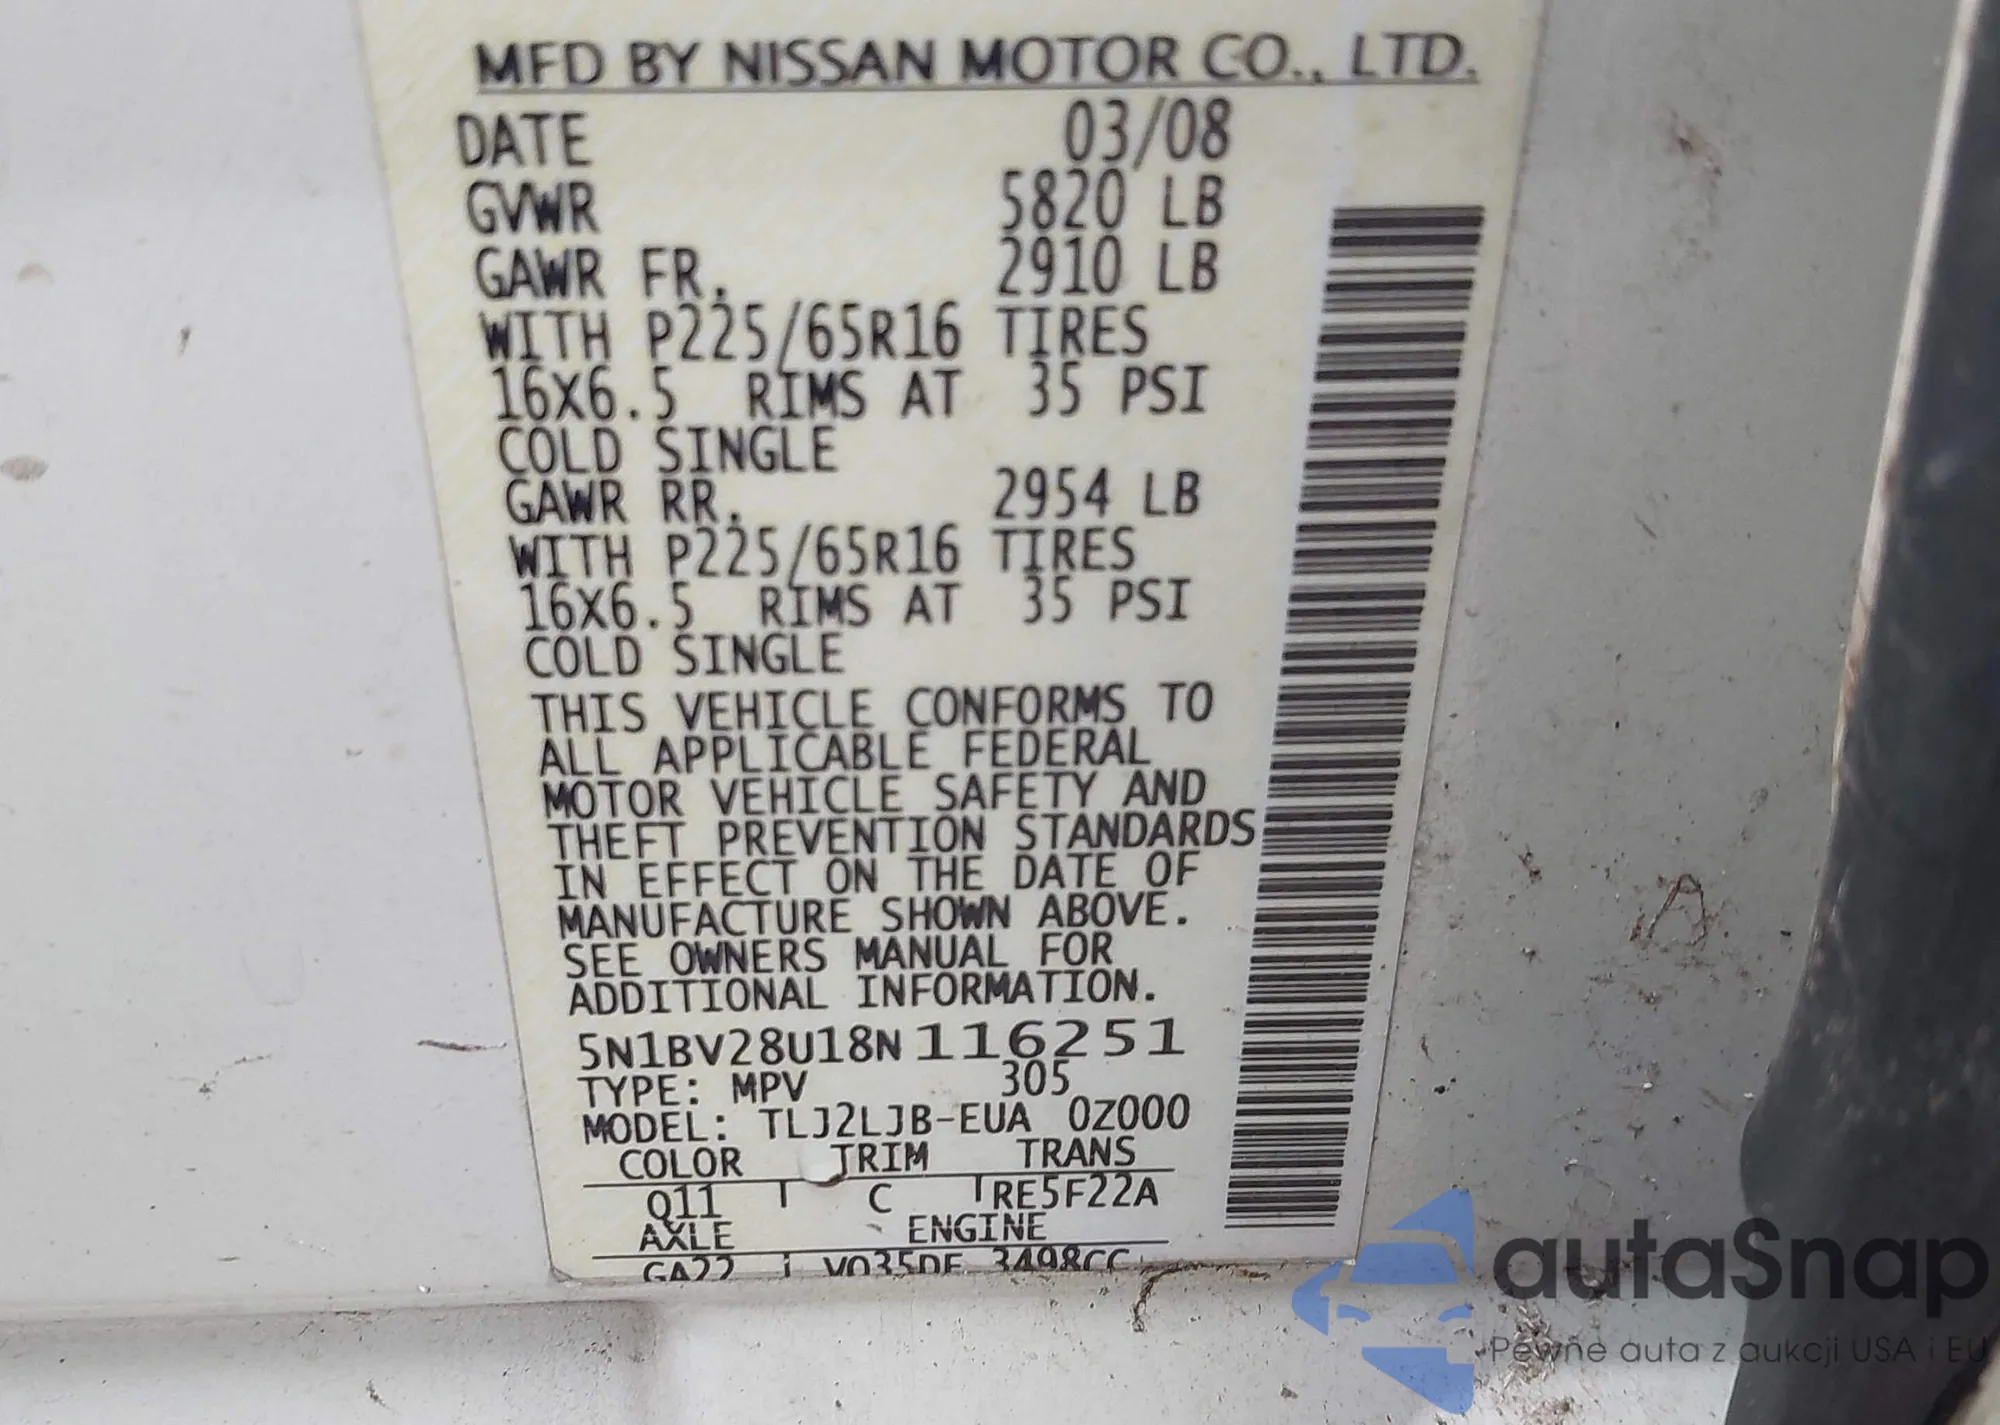 MFD BY NISSAN MOTOR CO., LTD.
DATE 03/08
GVWR 5820 LB
GAWR FR. 2910 LB
WITH P225/65R16 TIRES
16X6.5 RIMS AT 35 PSI
COLD SINGLE
GAWR RR. 2954 LB
WITH P225/65R16 TIRES
16X6.5 RIMS AT 35 PSI
COLD SINGLE
THIS VEHICLE CONFORMS TO
ALL APPLICABLE FEDERAL
MOTOR VEHICLE SAFETY AND
THEFT PREVENTION STANDARDS
IN EFFECT ON THE DATE OF
MANUFACTURE SHOWN ABOVE.
SEE OWNERS MANUAL FOR
ADDITIONAL INFORMATION.
5N1BV28U18N 116251
TYPE: MPV 305
MODEL: TLJ2LJB-EUA 0Z000
COLOR TRIM TRANS
Q11 C RE5F22A
AXLE ENGINE
GA22 VQ35DE 3498CC
autaSnap
Pewne auta z aukcji USA i EU